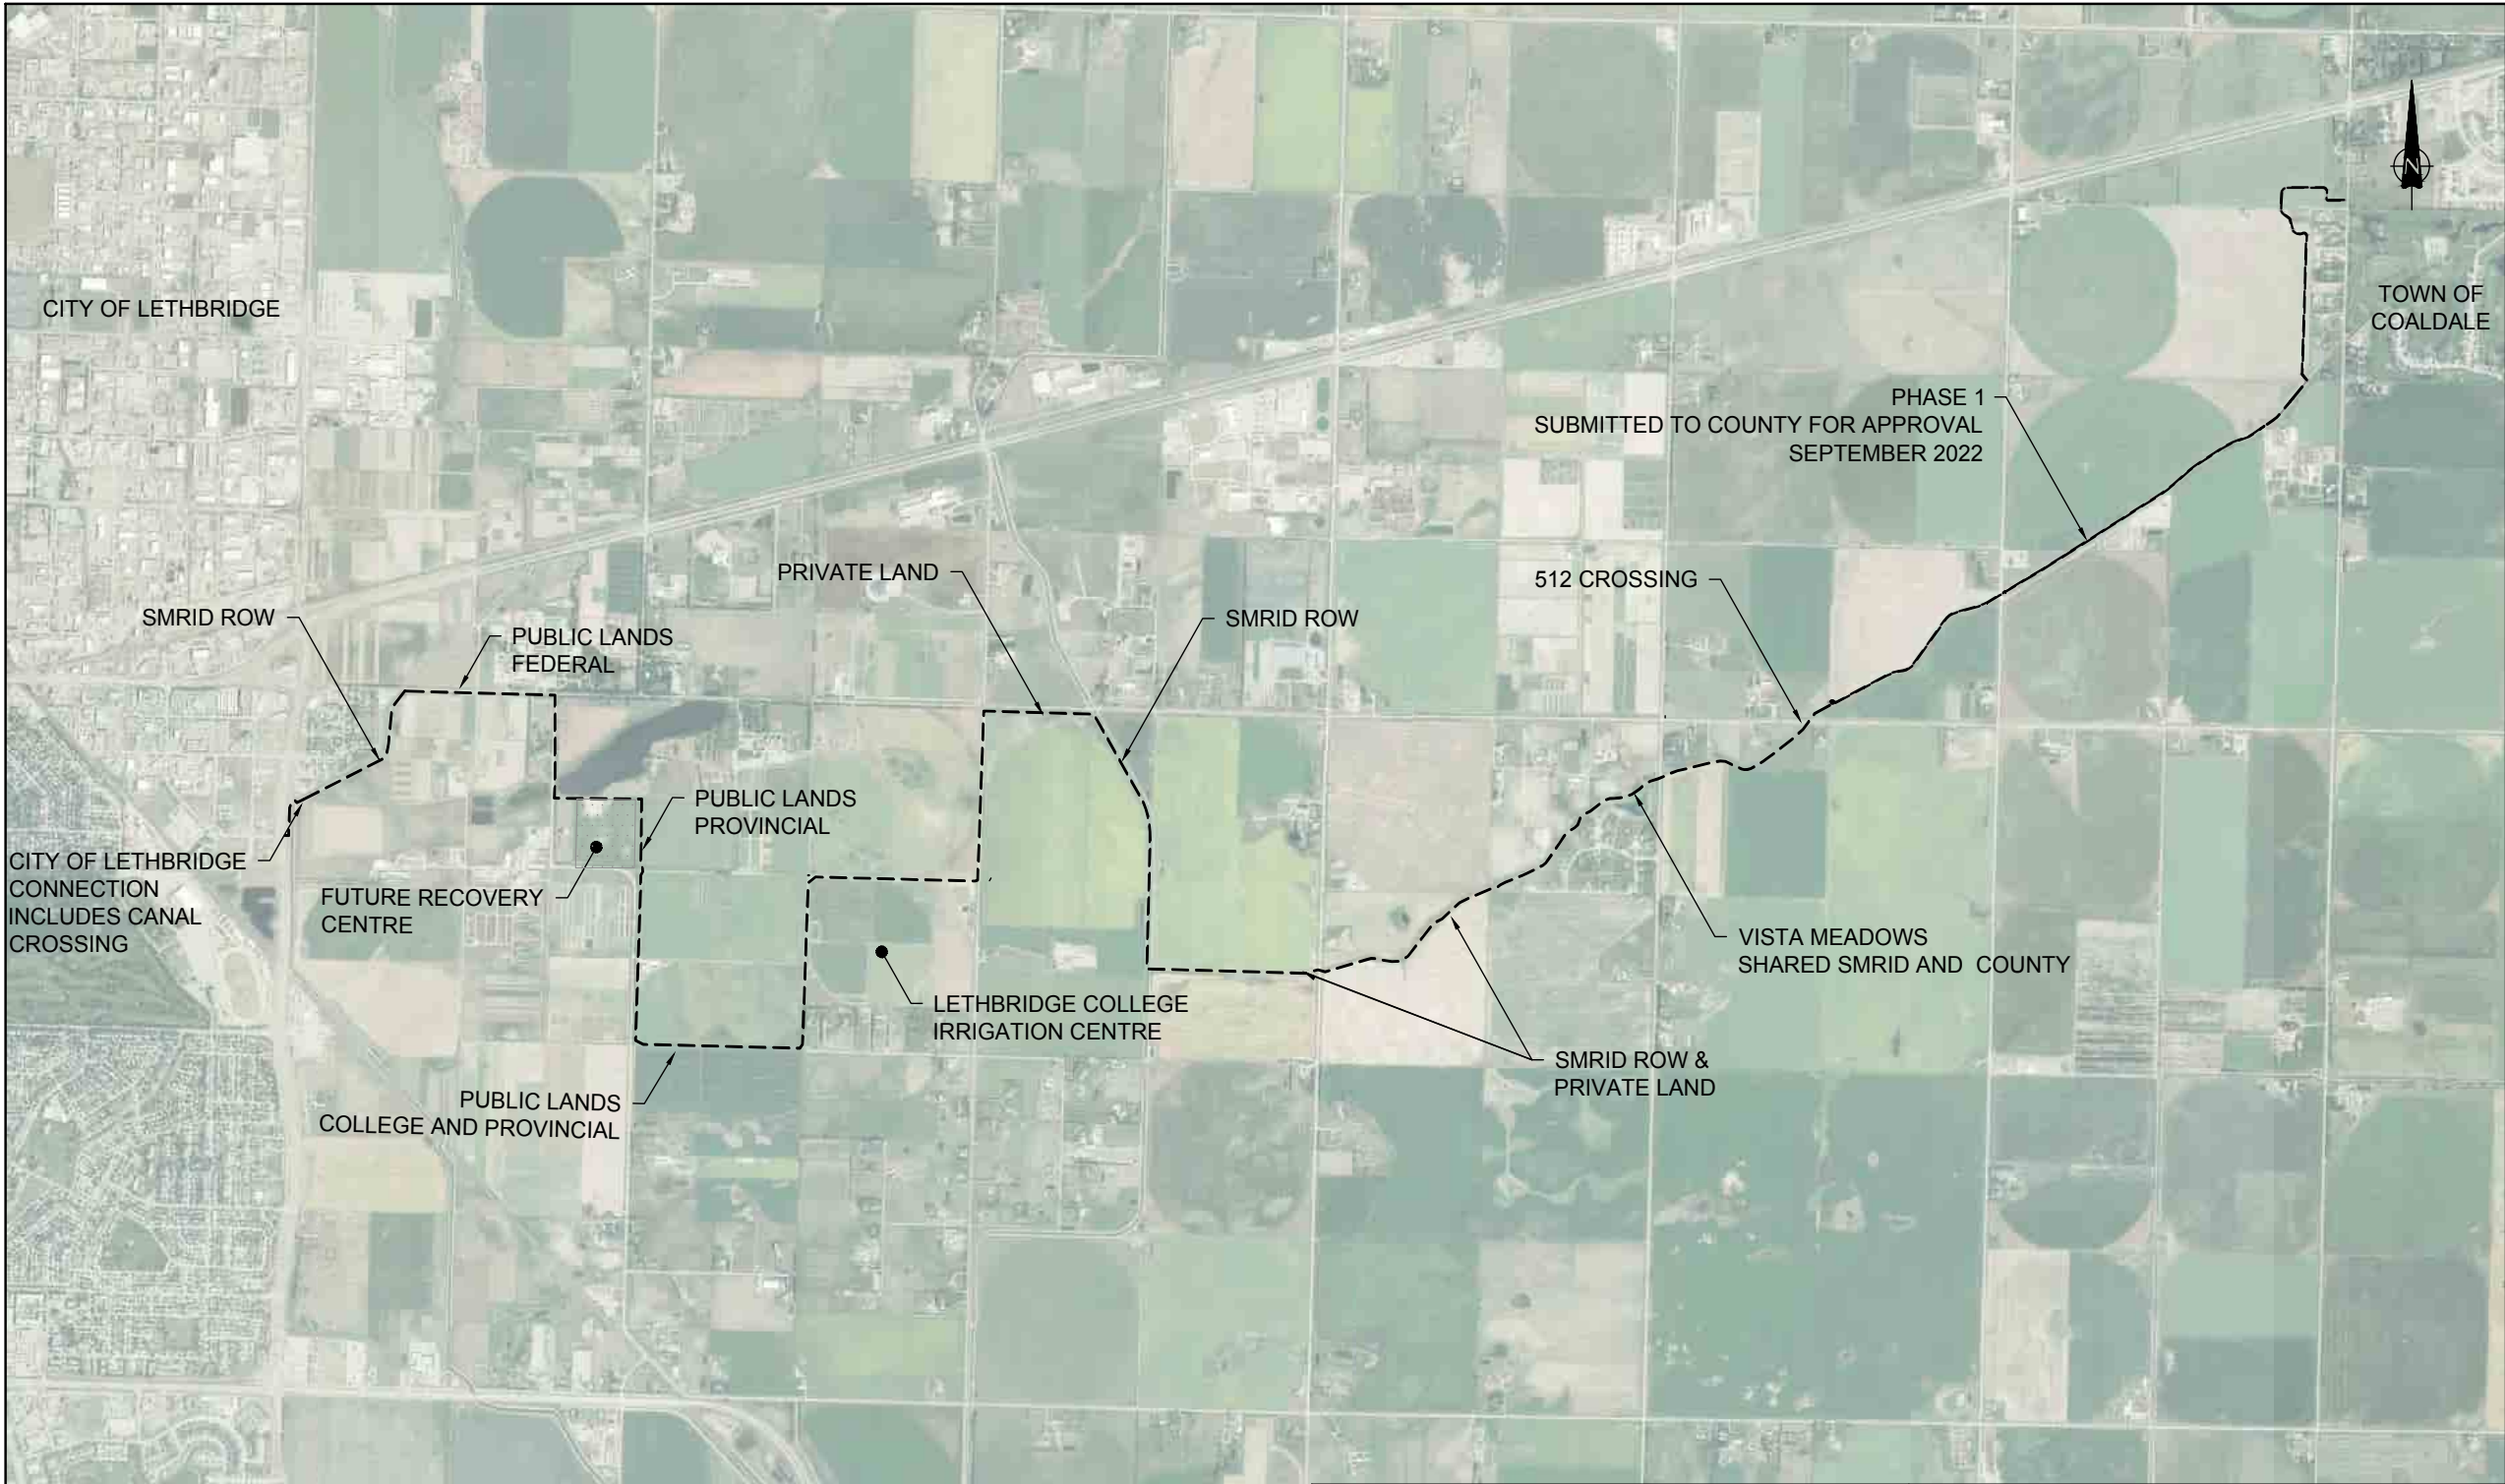 CITY OF LETHBRIDGE
N
TOWN OF
COALDALE
PHASE 1
SUBMITTED TO COUNTY FOR APPROVAL
SEPTEMBER 2022
PRIVATE LAND
512 CROSSING
SMRID ROW
PUBLIC LANDS
FEDERAL
SMRID ROW
PUBLIC LANDS
PROVINCIAL
CITY OF LETHBRIDGE
CONNECTION
INCLUDES CANAL
CROSSING
FUTURE RECOVERY
CENTRE
VISTA MEADOWS
SHARED SMRID AND COUNTY
LETHBRIDGE COLLEGE
IRRIGATION CENTRE
SMRID ROW &
PRIVATE LAND
PUBLIC LANDS
COLLEGE AND PROVINCIAL